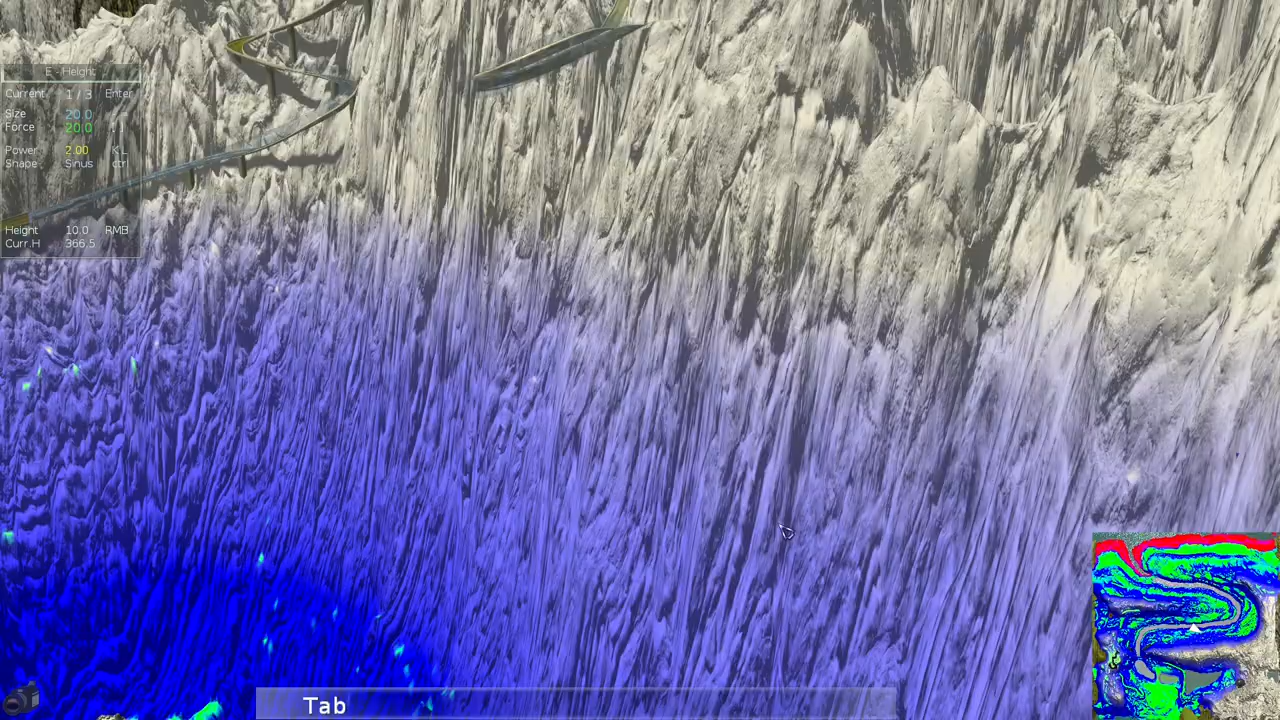 E - Height
Current 1 / 3 Enter
Size 20.0
Force 20.0 [ ]
Power 2.00 K L
Shape Sinus ctrl
Height 10.0 RMB
Curr.H 366.5
Tab